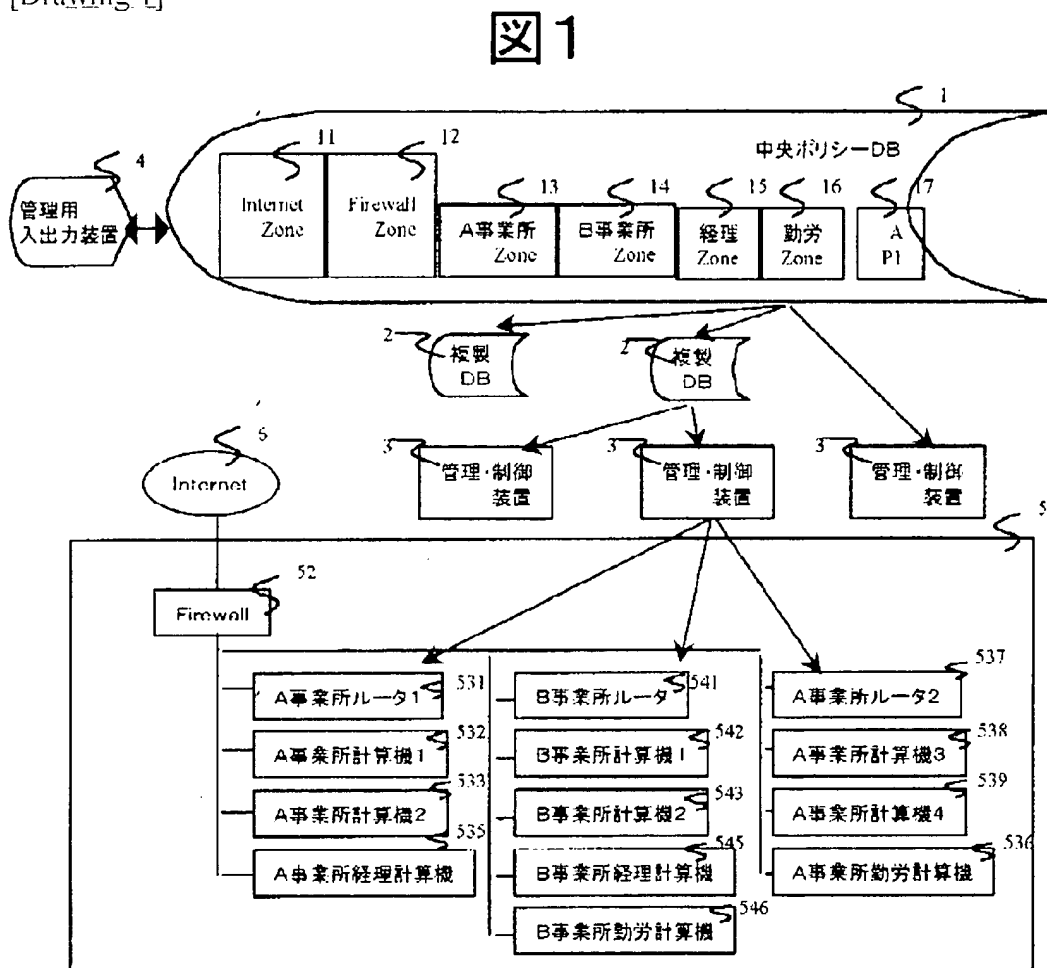 [Drawing 1]
図1
1
11
12
中央ポリシーDB
4
13
14
15
16
17
管理用
入出力装置
Internet
Zone
Firewall
Zone
A事業所
Zone
B事業所
Zone
経理
Zone
勤労
Zone
A
P1
2
複製
DB
2
複製
DB
6
Internet
3
管理・制御
装置
3
管理・制御
装置
3
管理・制御
装置
5
52
Firewall
A事業所ルータ1
531
B事業所ルータ
541
A事業所ルータ2
537
A事業所計算機1
532
B事業所計算機1
542
A事業所計算機3
538
A事業所計算機2
533
B事業所計算機2
543
A事業所計算機4
539
A事業所経理計算機
535
B事業所経理計算機
545
A事業所勤労計算機
536
B事業所勤労計算機
546